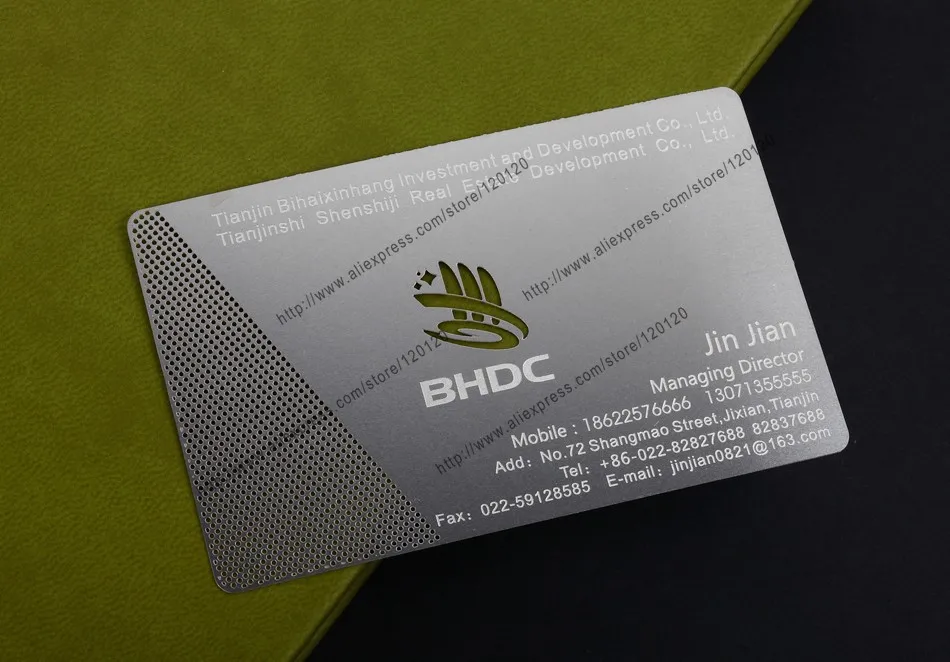 Tianjin Bihaixinhang Investment and Development Co., Ltd.
Tianjinshi Shenshiji Real Estate Development Co., Ltd.
BHDC
Jin Jian
Managing Director
Mobile : 18622576666 13071355555
Add: No.72 Shangmao Street,Jixian,Tianjin
Tel: +86-022-82827688 82837688
Fax: 022-59128585 E-mail: jinjian0821@163.com
http://www.aliexpress.com/store/120120
http://www.aliexpress.com/store/120120
.com/store/120120
http://www.aliexpress.com/store/120120